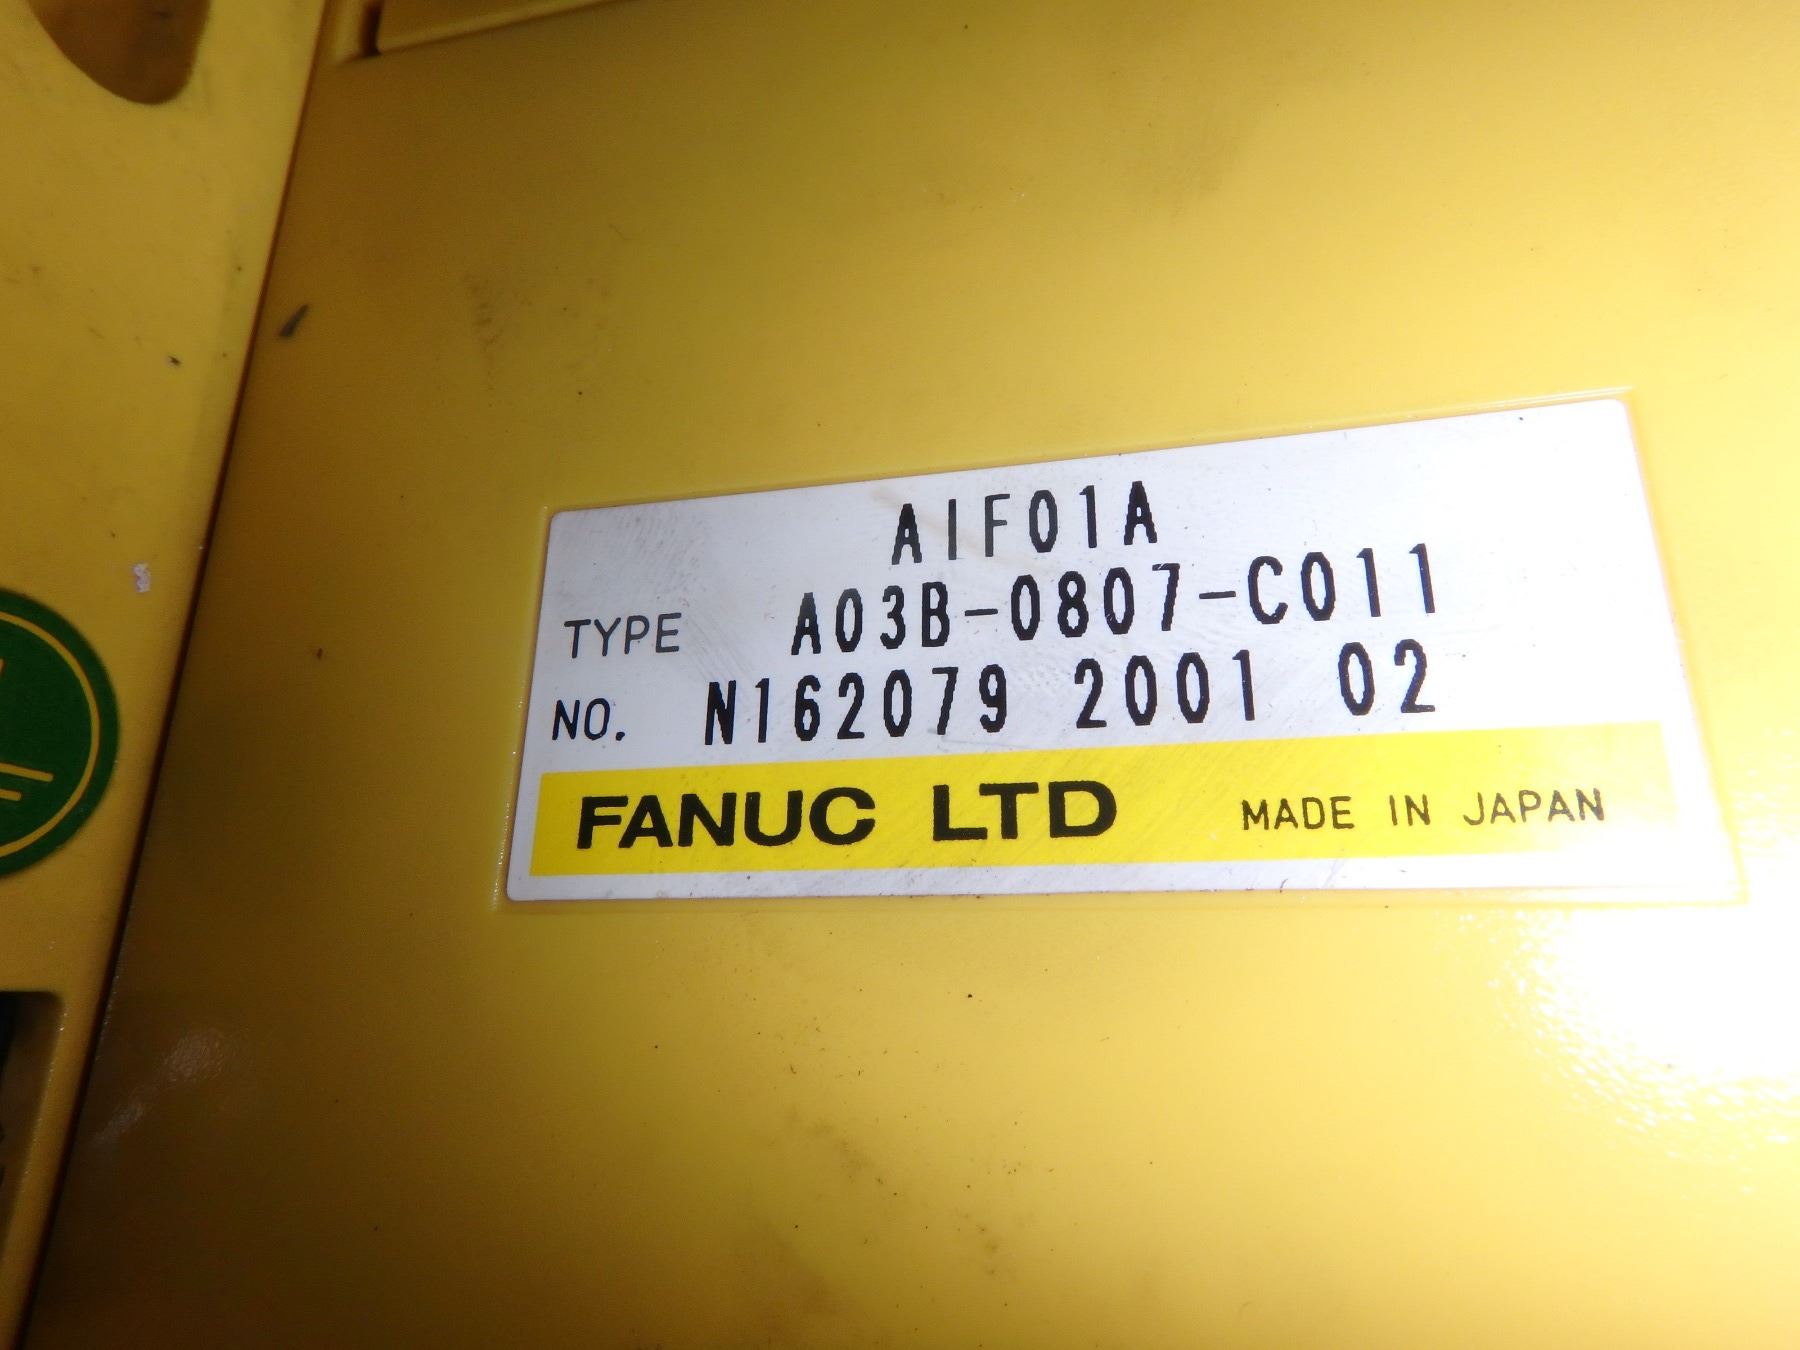 AIF01A
TYPE A03B-0807-C011
NO. N162079 2001 02
FANUC LTD MADE IN JAPAN